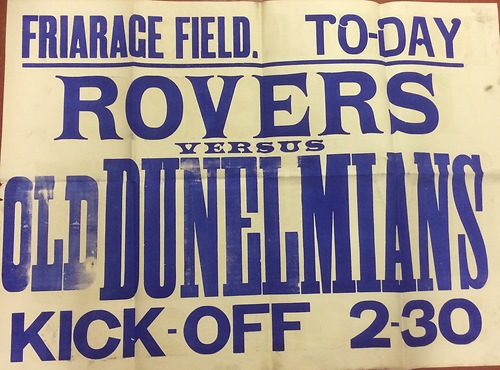 FRIARAGE FIELD. TO-DAY
ROVERS
VERSUS
OLD DUNELMIANS
KICK-OFF 2-30